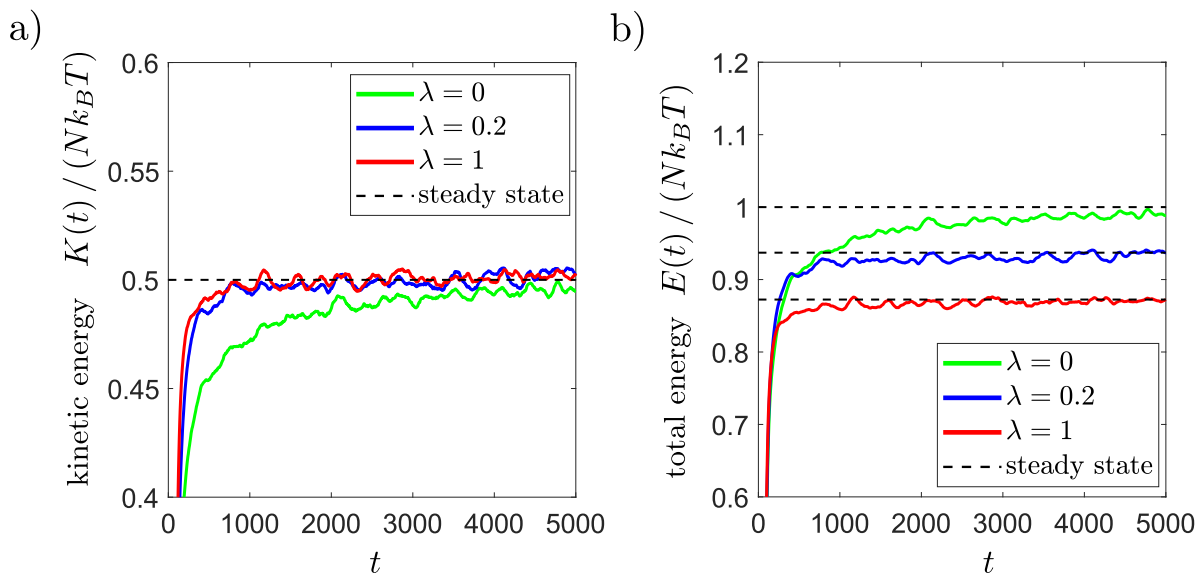 a)
kinetic energy K(t) / (Nk_BT)
0.6
0.55
0.5
0.45
0.4
λ = 0
λ = 0.2
λ = 1
steady state
0 1000 2000 3000 4000 5000
t
b)
total energy E(t) / (Nk_BT)
1.2
1.1
1
0.9
0.8
0.7
0.6
λ = 0
λ = 0.2
λ = 1
steady state
0 1000 2000 3000 4000 5000
t